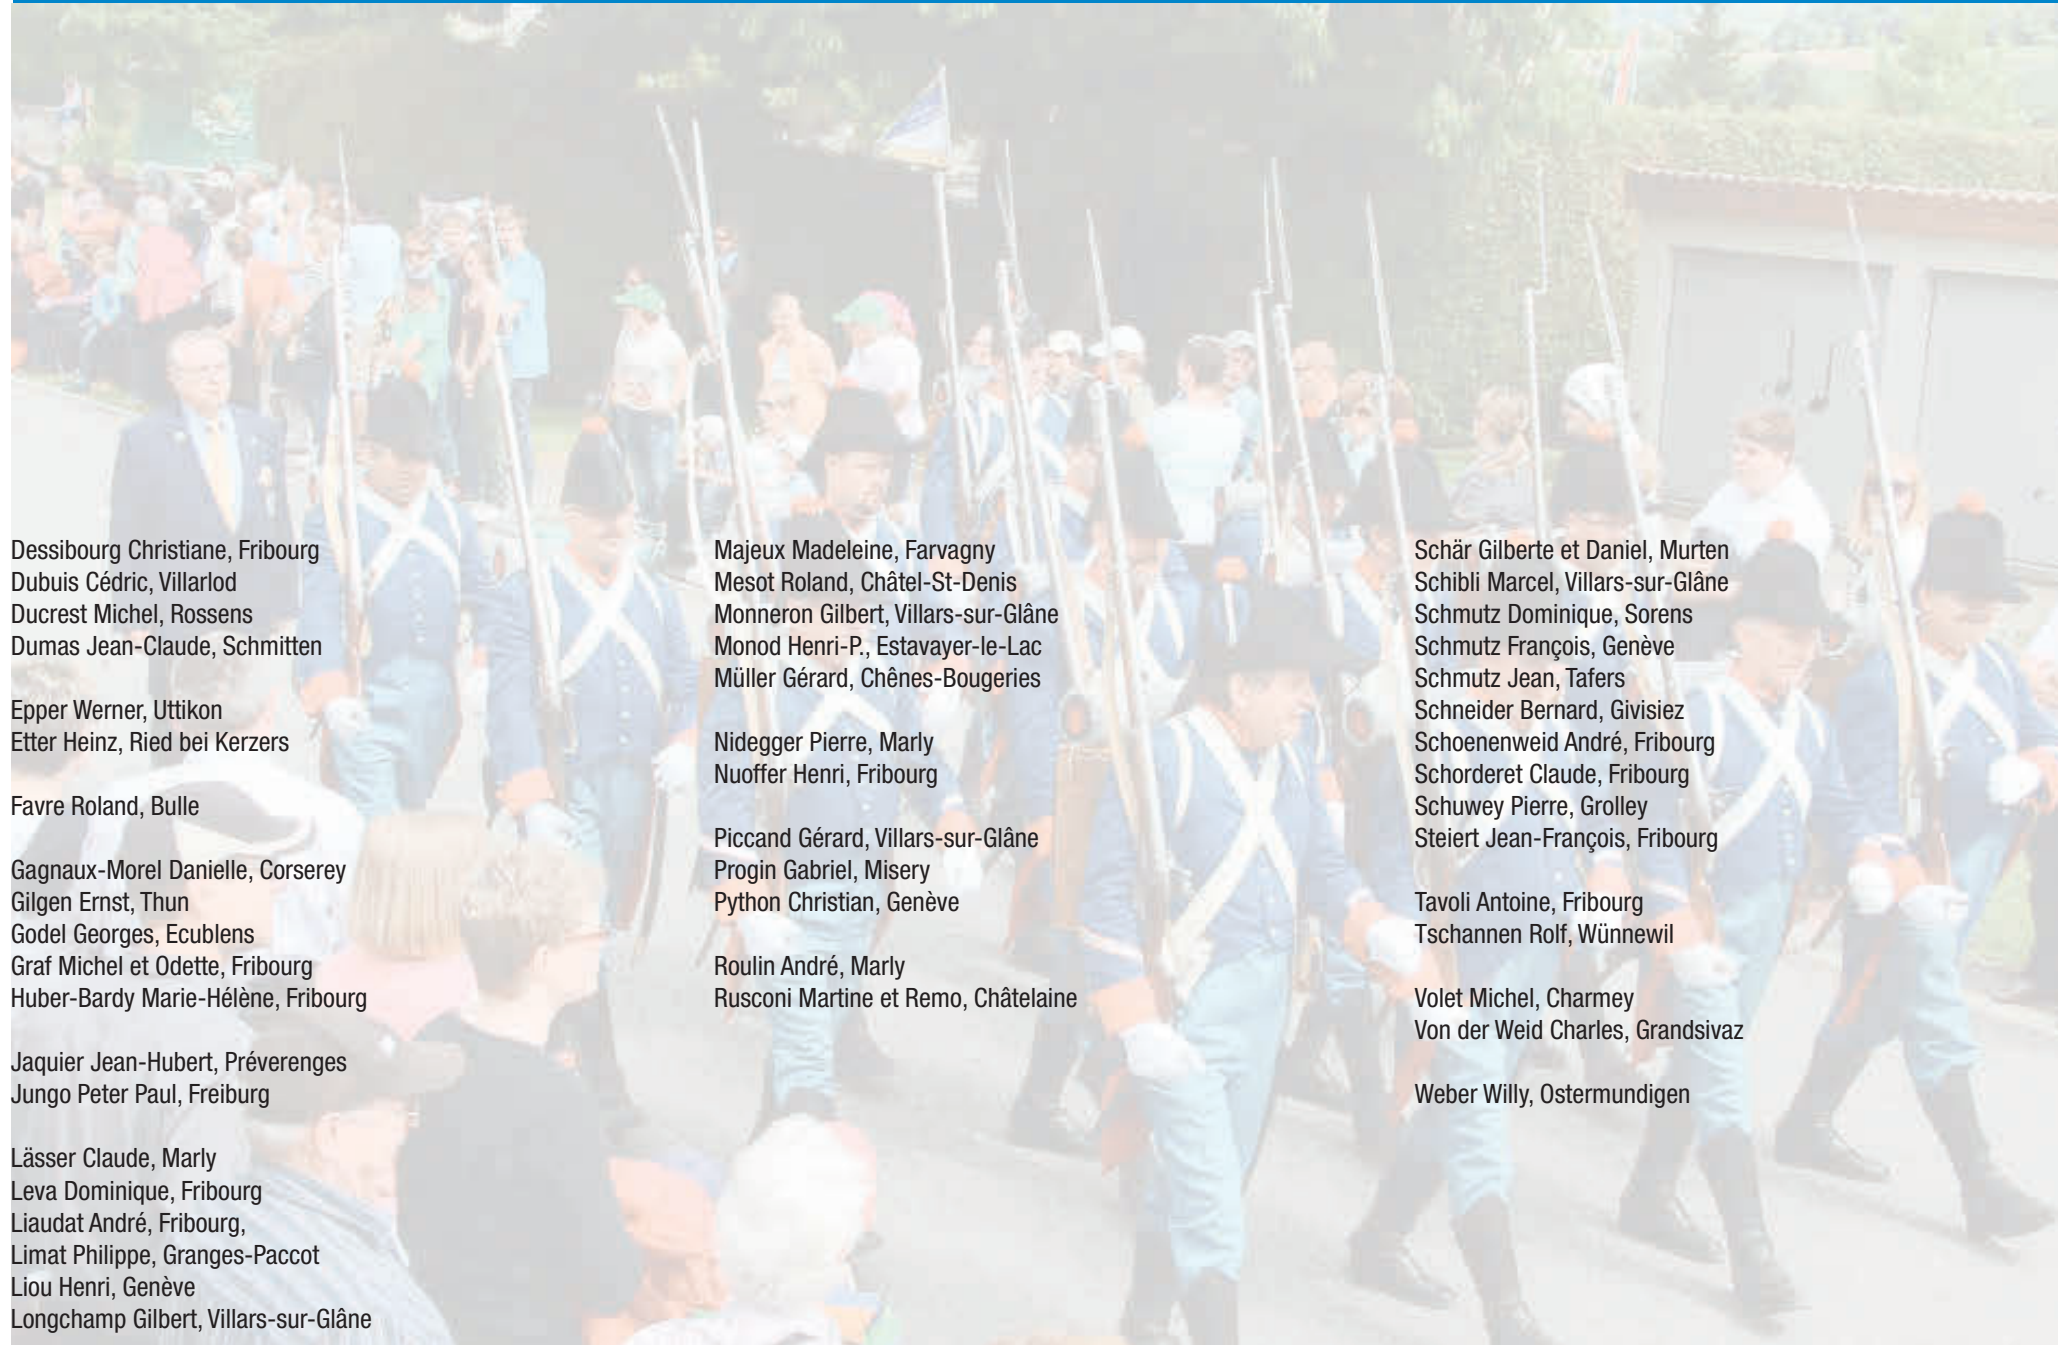 Dessibourg Christiane, Fribourg
Dubuis Cédric, Villarlod
Ducrest Michel, Rossens
Dumas Jean-Claude, Schmitten
Epper Werner, Uttikon
Etter Heinz, Ried bei Kerzers
Favre Roland, Bulle
Gagnaux-Morel Danielle, Corserey
Gilgen Ernst, Thun
Godel Georges, Ecublens
Graf Michel et Odette, Fribourg
Huber-Bardy Marie-Hélène, Fribourg
Jaquier Jean-Hubert, Préverenges
Jungo Peter Paul, Freiburg
Lässer Claude, Marly
Leva Dominique, Fribourg
Liaudat André, Fribourg,
Limat Philippe, Granges-Paccot
Liou Henri, Genève
Longchamp Gilbert, Villars-sur-Glâne
Majeux Madeleine, Farvagny
Mesot Roland, Châtel-St-Denis
Monneron Gilbert, Villars-sur-Glâne
Monod Henri-P., Estavayer-le-Lac
Müller Gérard, Chênes-Bougeries
Nidegger Pierre, Marly
Nuoffer Henri, Fribourg
Piccand Gérard, Villars-sur-Glâne
Progin Gabriel, Misery
Python Christian, Genève
Roulin André, Marly
Rusconi Martine et Remo, Châtelaine
Schär Gilberte et Daniel, Murten
Schibli Marcel, Villars-sur-Glâne
Schmutz Dominique, Sorens
Schmutz François, Genève
Schmutz Jean, Tafers
Schneider Bernard, Givisiez
Schoenenweid André, Fribourg
Schorderet Claude, Fribourg
Schuwey Pierre, Grolley
Steiert Jean-François, Fribourg
Tavoli Antoine, Fribourg
Tschannen Rolf, Wünnewil
Volet Michel, Charmey
Von der Weid Charles, Grandsivaz
Weber Willy, Ostermundigen